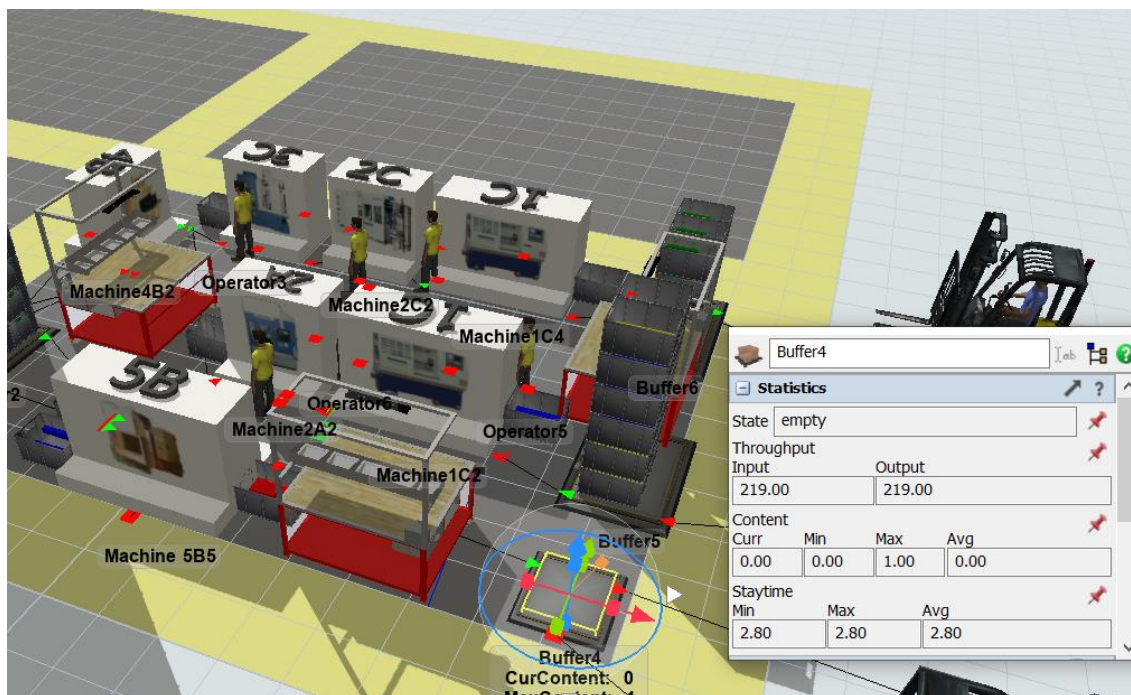 2C
Machine4B2
Operator3
Machine2C2
Machine1C4
Buffer6
5B
Operator6
Machine2A2
Operator5
Machine1C2
Buffer5
Machine 5B5
Buffer4
CurContent: 0
Buffer4
Statistics
?
State empty
Throughput
Input Output
219.00 219.00
Content
Curr Min Max Avg
0.00 0.00 1.00 0.00
Staytime
Min Max Avg
2.80 2.80 2.80